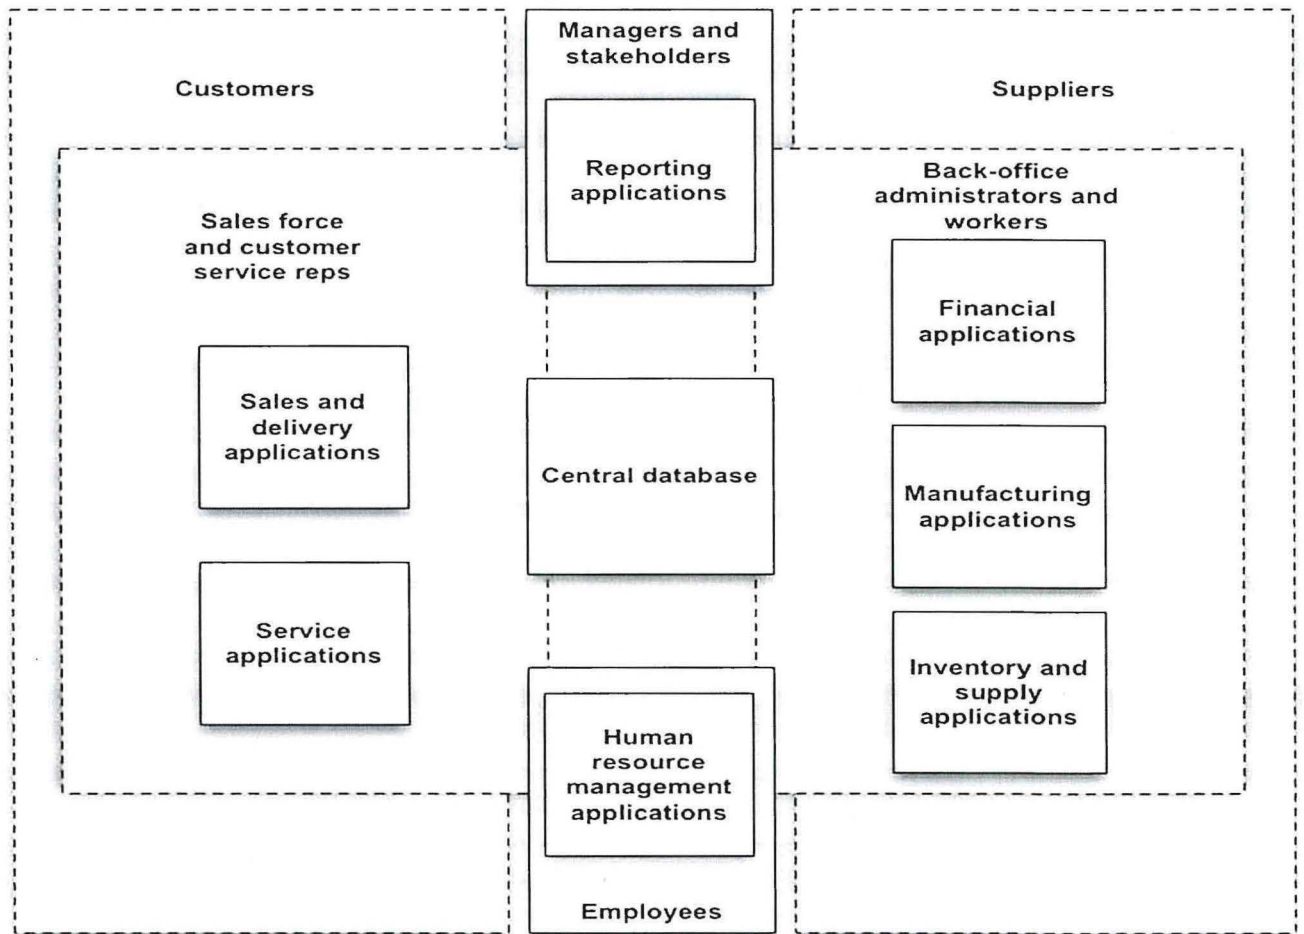 Managers and
stakeholders
Customers
Suppliers
Reporting
applications
Back-office
administrators and
workers
Sales force
and customer
service reps
Financial
applications
Sales and
delivery
applications
Central database
Manufacturing
applications
Service
applications
Inventory and
supply
applications
Human
resource
management
applications
Employees